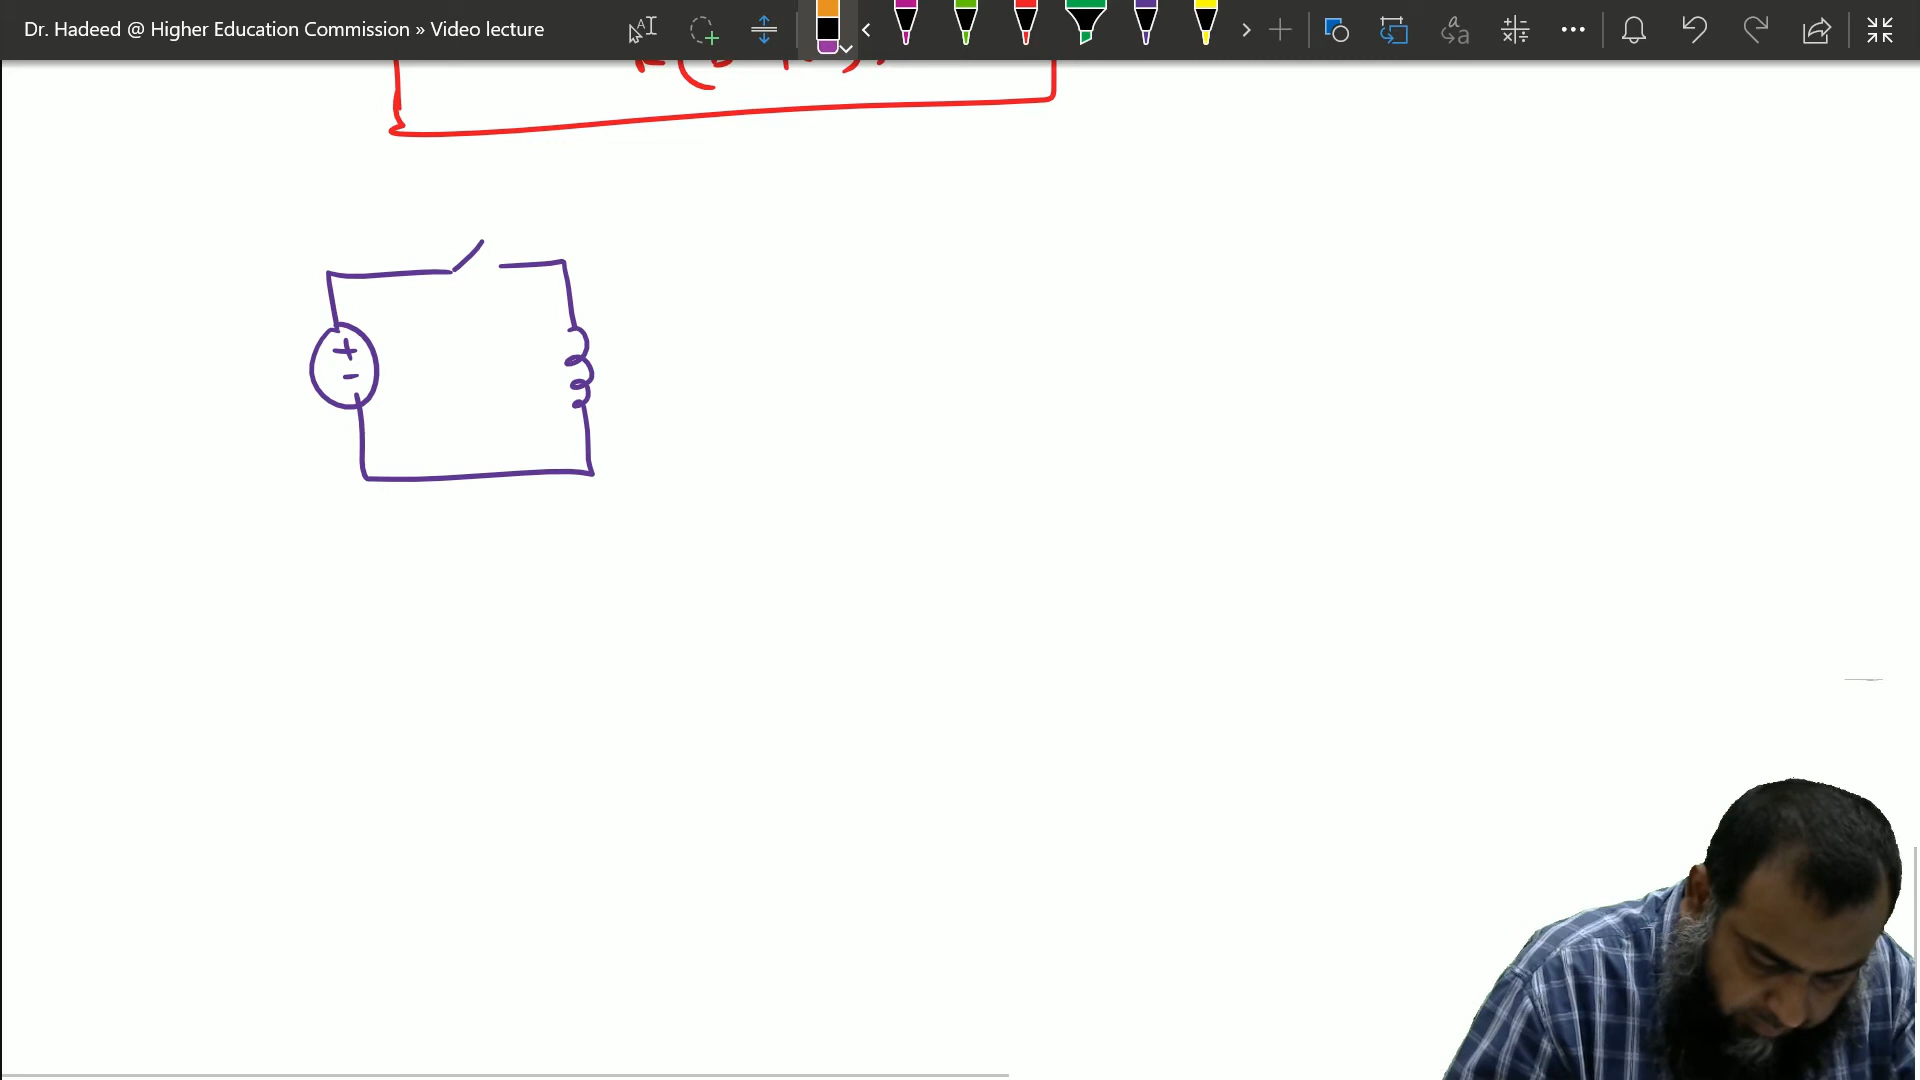 Dr. Hadeed @ Higher Education Commission » Video lecture
+
-